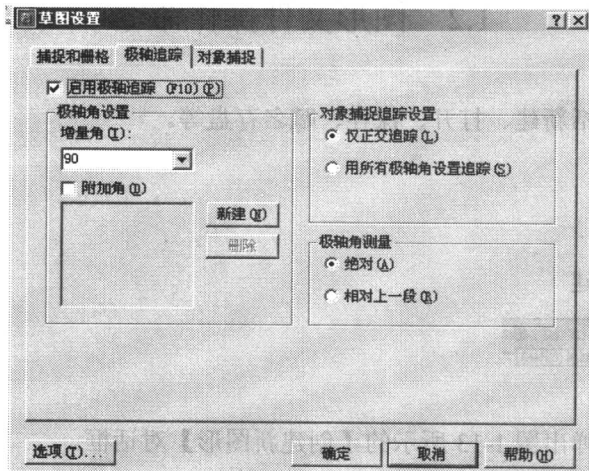 草图设置
捕捉和栅格 极轴追踪 对象捕捉
启用极轴追踪 (F10)(P)
极轴角设置
增量角(I):
90
附加角(D)
新建(N)
删除
对象捕捉追踪设置
仅正交追踪(L)
用所有极轴角设置追踪(S)
极轴角测量
绝对(A)
相对上一段(R)
选项(T)...
确定
取消
帮助(H)